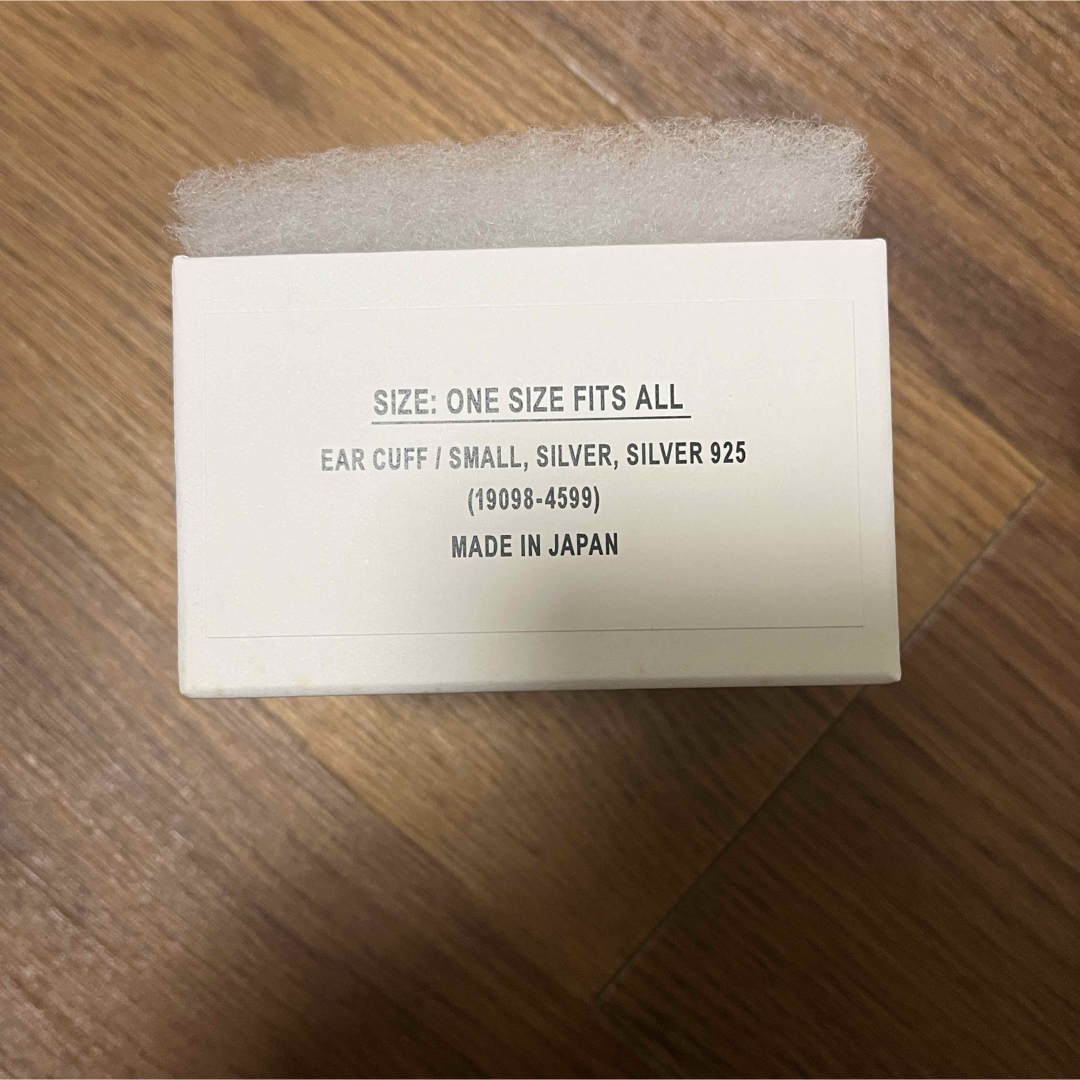 SIZE: ONE SIZE FITS ALL
EAR CUFF / SMALL, SILVER, SILVER 925
(19098-4599)
MADE IN JAPAN